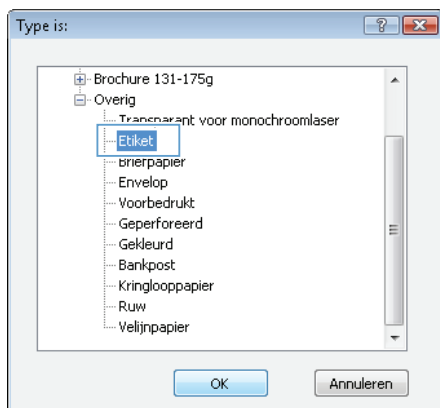 Type is:
Brochure 131-175g
Overig
Transparant voor monochroomlaser
Etiket
Briefpapier
Envelop
Voorbedrukt
Geperforeerd
Gekleurd
Bankpost
Kringlooppapier
Ruw
Velijnpapier
OK Annuleren